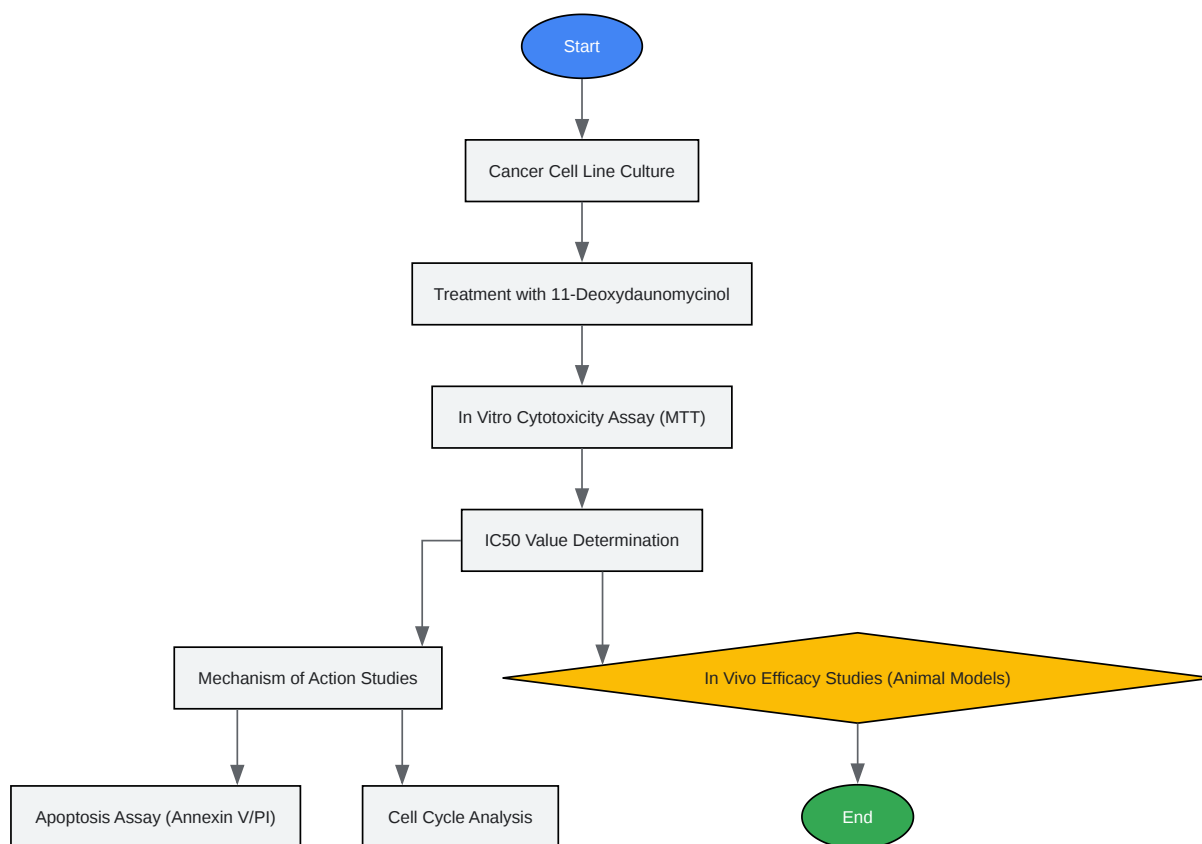 Start
Cancer Cell Line Culture
Treatment with 11-Deoxydaunomycinol
In Vitro Cytotoxicity Assay (MTT)
IC50 Value Determination
Mechanism of Action Studies
In Vivo Efficacy Studies (Animal Models)
Apoptosis Assay (Annexin V/PI)
Cell Cycle Analysis
End